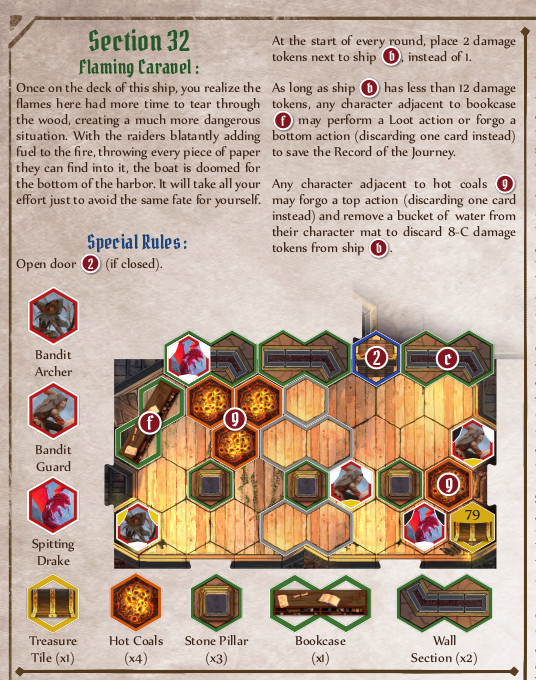 Section 32
Flaming Caravel:
Once on the deck of this ship, you realize the
flames here had more time to tear through
the wood, creating a much more dangerous
situation. With the raiders blatantly adding
fuel to the fire, throwing every piece of paper
they can find into it, the boat is doomed for
the bottom of the harbor. It will take all your
effort just to avoid the same fate for yourself.
Special Rules:
Open door 2 (if closed).
At the start of every round, place 2 damage
tokens next to ship b, instead of 1.
As long as ship b has less than 12 damage
tokens, any character adjacent to bookcase
f may perform a Loot action or forgo a
bottom action (discarding one card instead)
to save the Record of the Journey.
Any character adjacent to hot coals g
may forgo a top action (discarding one card
instead) and remove a bucket of water from
their character mat to discard 8-C damage
tokens from ship b.
Bandit
Archer
Bandit
Guard
Spitting
Drake
2
c
f
g
g
79
Treasure
Tile (x1)
Hot Coals
(x4)
Stone Pillar
(x3)
Bookcase
(x1)
Wall
Section (x2)